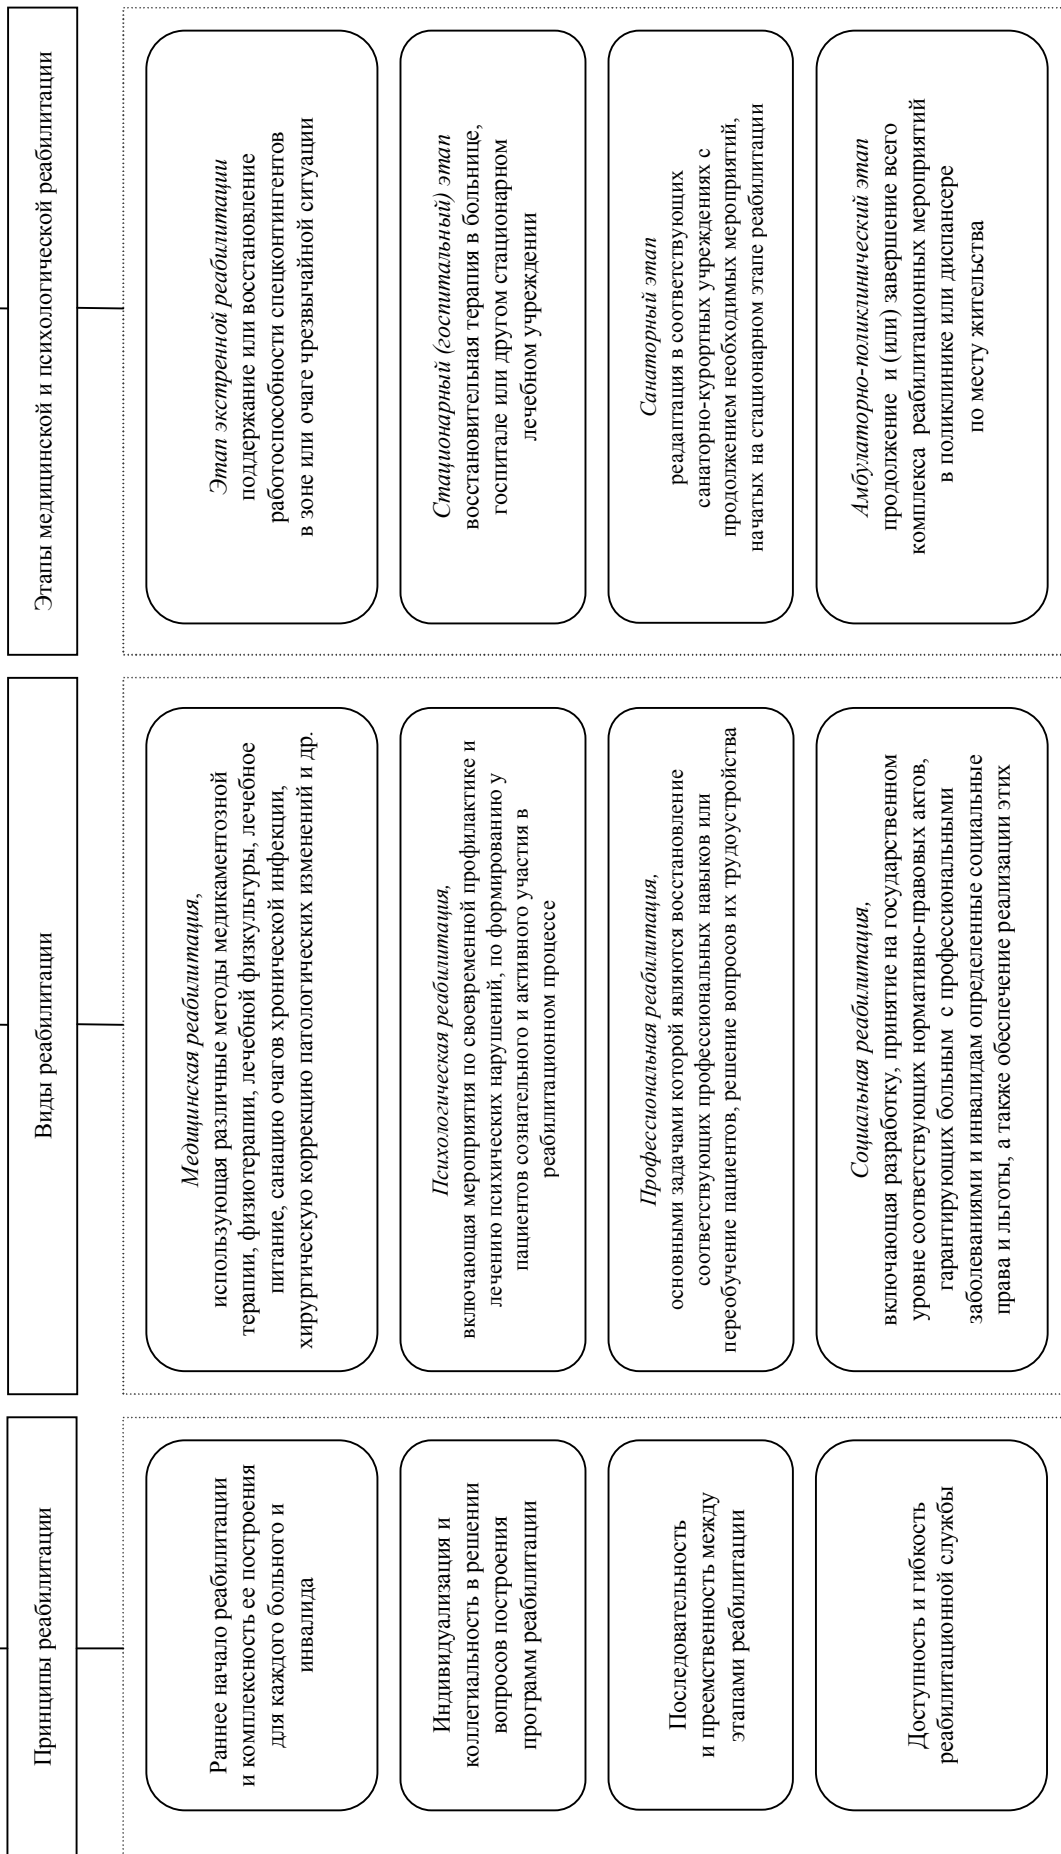 Принципы реабилитации
Раннее начало реабилитации
и комплексность ее построения
для каждого больного и
инвалида
Индивидуализация и
коллегиальность в решении
вопросов построения
программ реабилитации
Последовательность
и преемственность между
этапами реабилитации
Доступность и гибкость
реабилитационной службы
Виды реабилитации
Медицинская реабилитация,
использующая различные методы медикаментозной
терапии, физиотерапии, лечебной физкультуры, лечебное
питание, санацию очагов хронической инфекции,
хирургическую коррекцию патологических изменений и др.
Психологическая реабилитация,
включающая мероприятия по своевременной профилактике и
лечению психических нарушений, по формированию у
пациентов сознательного и активного участия в
реабилитационном процессе
Профессиональная реабилитация,
основными задачами которой являются восстановление
соответствующих профессиональных навыков или
переобучение пациентов, решение вопросов их трудоустройства
Социальная реабилитация,
включающая разработку, принятие на государственном
уровне соответствующих нормативно-правовых актов,
гарантирующих больным с профессиональными
заболеваниями и инвалидам определенные социальные
права и льготы, а также обеспечение реализации этих
Этапы медицинской и психологической реабилитации
Этап экстренной реабилитации
поддержание или восстановление
работоспособности спецконтингентов
в зоне или очаге чрезвычайной ситуации
Стационарный (госпитальный) этап
восстановительная терапия в больнице,
госпитале или другом стационарном
лечебном учреждении
Санаторный этап
реадаптация в соответствующих
санаторно-курортных учреждениях с
продолжением необходимых мероприятий,
начатых на стационарном этапе реабилитации
Амбулаторно-поликлинический этап
продолжение и (или) завершение всего
комплекса реабилитационных мероприятий
в поликлинике или диспансере
по месту жительства